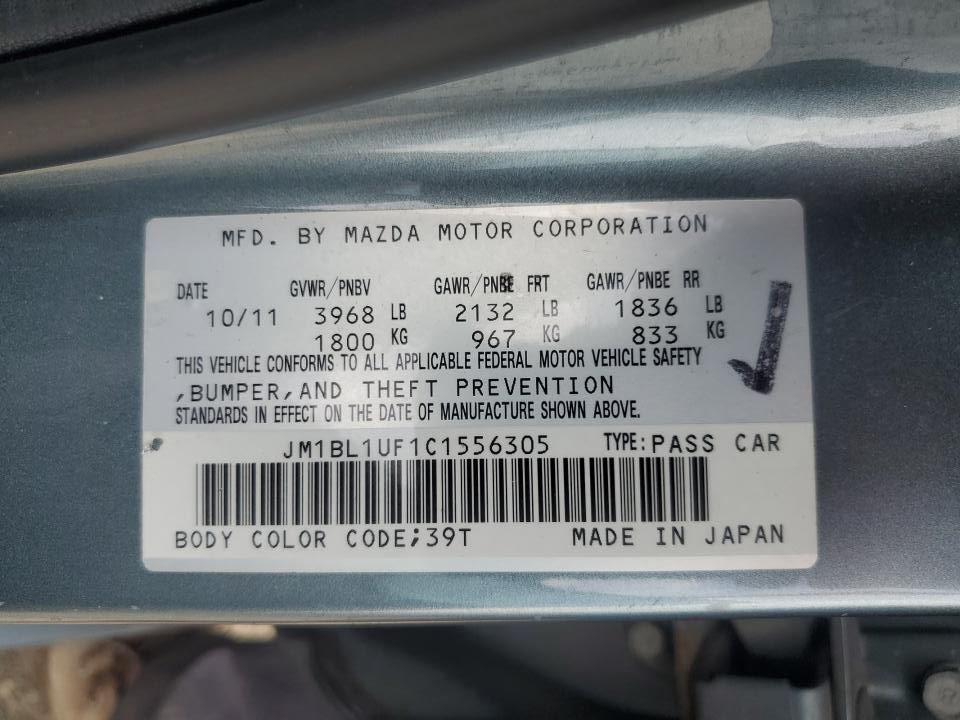 MFD. BY MAZDA MOTOR CORPORATION
DATE GVWR/PNBV GAWR/PNBE FRT GAWR/PNBE RR
10/11 3968 LB 2132 LB 1836 LB
1800 KG 967 KG 833 KG
THIS VEHICLE CONFORMS TO ALL APPLICABLE FEDERAL MOTOR VEHICLE SAFETY
,BUMPER,AND THEFT PREVENTION
STANDARDS IN EFFECT ON THE DATE OF MANUFACTURE SHOWN ABOVE.
JM1BL1UF1C1556305 TYPE:PASS CAR
BODY COLOR CODE;39T MADE IN JAPAN